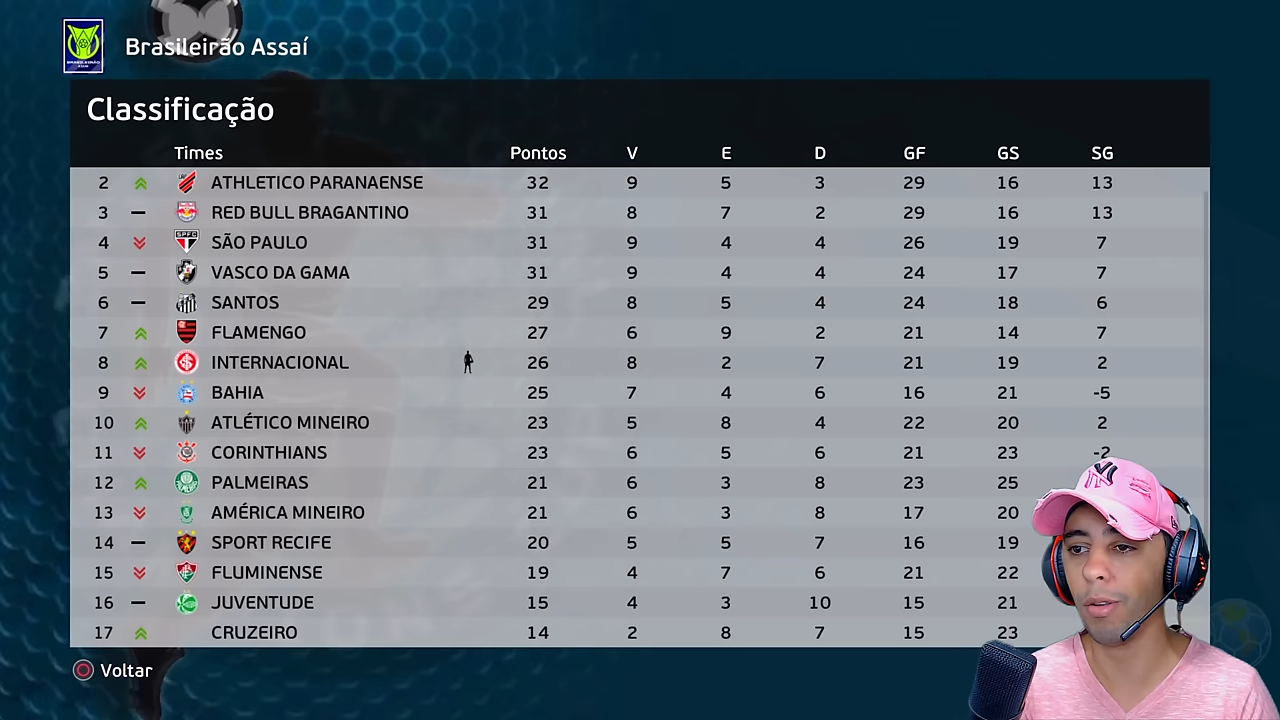 Brasileirão Assaí
Classificação
Times Pontos V E D GF GS SG
2 ATHLETICO PARANAENSE 32 9 5 3 29 16 13
3 RED BULL BRAGANTINO 31 8 7 2 29 16 13
4 SÃO PAULO 31 9 4 4 26 19 7
5 VASCO DA GAMA 31 9 4 4 24 17 7
6 SANTOS 29 8 5 4 24 18 6
7 FLAMENGO 27 6 9 2 21 14 7
8 INTERNACIONAL 26 8 2 7 21 19 2
9 BAHIA 25 7 4 6 16 21 -5
10 ATLÉTICO MINEIRO 23 5 8 4 22 20 2
11 CORINTHIANS 23 6 5 6 21 23 -2
12 PALMEIRAS 21 6 3 8 23 25
13 AMÉRICA MINEIRO 21 6 3 8 17 20
14 SPORT RECIFE 20 5 5 7 16 19
15 FLUMINENSE 19 4 7 6 21 22
16 JUVENTUDE 15 4 3 10 15 21
17 CRUZEIRO 14 2 8 7 15 23
Voltar